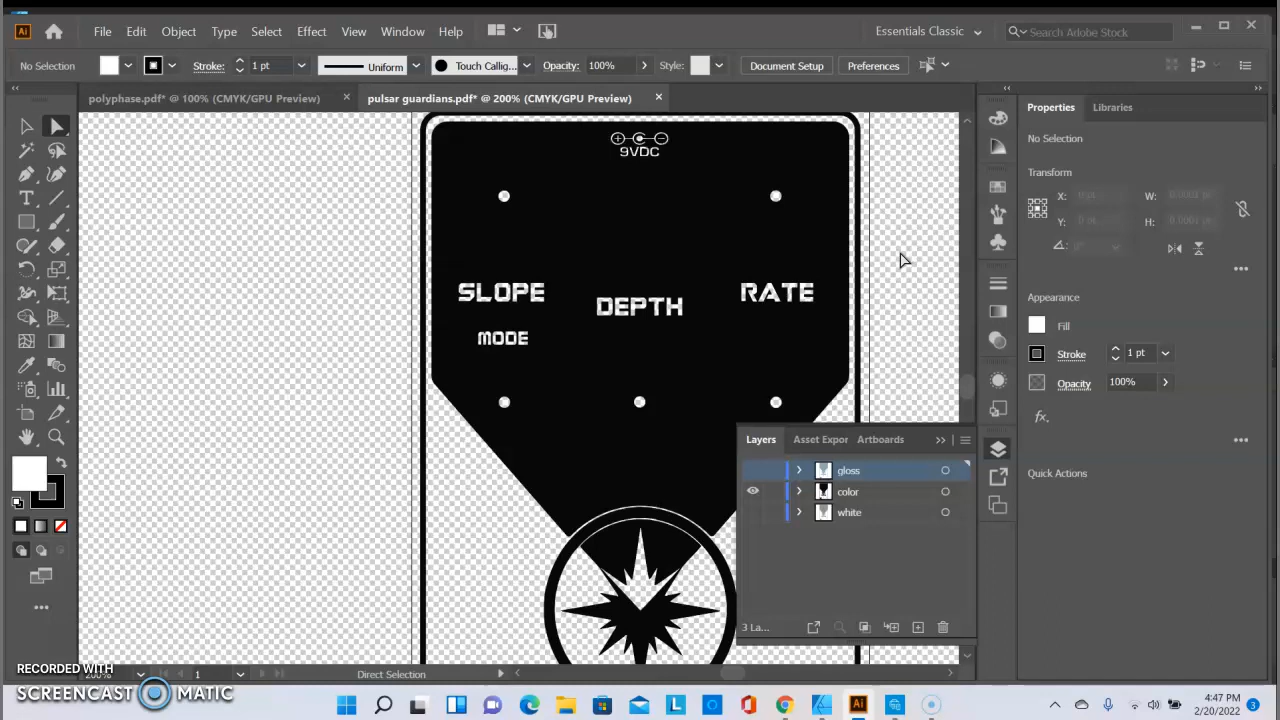 Ai File Edit Object Type Select Effect View Window Help Essentials Classic Search Adobe Stock
No Selection Stroke: 1 pt Uniform Touch Callig... Opacity: 100% Style: Document Setup Preferences
polyphase.pdf* @ 100% (CMYK/GPU Preview) × pulsar guardians.pdf* @ 200% (CMYK/GPU Preview) ×
Properties Libraries
No Selection
Transform
X: W:
Y: H:
Appearance
Fill
Stroke 1 pt
Opacity 100%
fx.
Quick Actions
9VDC
SLOPE DEPTH RATE
MODE
Layers Asset Expor Artboards
gloss
color
white
3 La...
200% 1 Direct Selection
RECORDED WITH
SCREENCAST MATIC
4:47 PM
2/20/2022
3